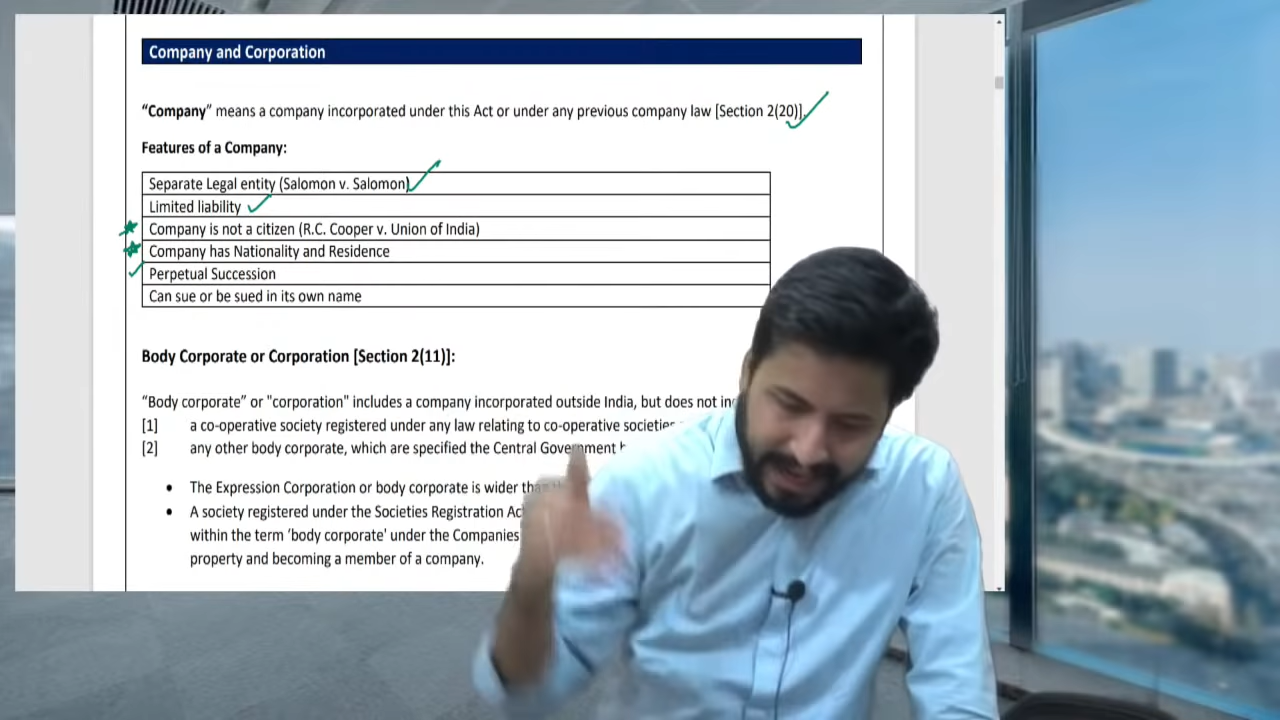 Company and Corporation
“Company” means a company incorporated under this Act or under any previous company law [Section 2(20)].
Features of a Company:
Separate Legal entity (Salomon v. Salomon)
Limited liability
Company is not a citizen (R.C. Cooper v. Union of India)
Company has Nationality and Residence
Perpetual Succession
Can sue or be sued in its own name
Body Corporate or Corporation [Section 2(11)]:
“Body corporate” or "corporation" includes a company incorporated outside India, but does not
[1] a co-operative society registered under any law relating to co-operative societies
[2] any other body corporate, which are specified the Central Government
• The Expression Corporation or body corporate is wider
• A society registered under the Societies Registration
within the term 'body corporate' under the Companies
property and becoming a member of a company.